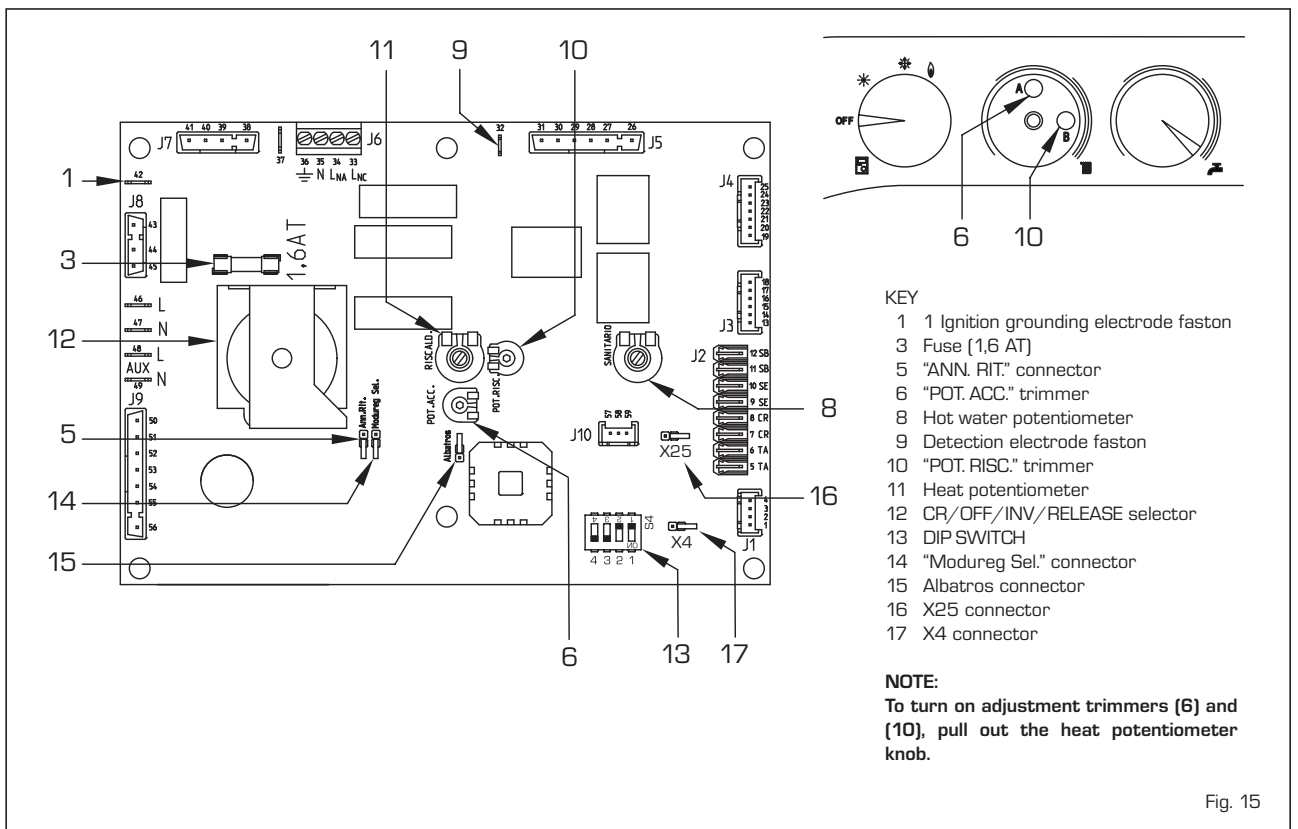 11
9
10
J7
41 40 39 38
37
J6
36 35 34 33
N LNA LNC
32
31 30 29 28 27 26
J5
A
B
OFF
6
10
1
42
J8
43
44
45
3
1,6AT
J4
25
24
23
22
21
20
19
46 L
47 N
12
48 L
AUX
49 N
J9
50
51
52
53
54
55
56
5
14
15
RISCALD.
POT.RISC.
POT.ACC.
SANITARIO
Ann.Rit.
Modureg Sel.
Albatros
J3
18
17
16
15
14
13
J2
12 SB
11 SB
10 SE
9 SE
8 CR
7 CR
6 TA
5 TA
8
57 58 59
J10
X25
16
4
3
2
1
J1
X4
S4
4 3 2 1
ON
4 3 2 1
6
13
17
KEY
1 1 Ignition grounding electrode faston
3 Fuse (1,6 AT)
5 “ANN. RIT.” connector
6 “POT. ACC.” trimmer
8 Hot water potentiometer
9 Detection electrode faston
10 “POT. RISC.” trimmer
11 Heat potentiometer
12 CR/OFF/INV/RELEASE selector
13 DIP SWITCH
14 “Modureg Sel.” connector
15 Albatros connector
16 X25 connector
17 X4 connector
NOTE:
To turn on adjustment trimmers (6) and
(10), pull out the heat potentiometer
knob.
Fig. 15